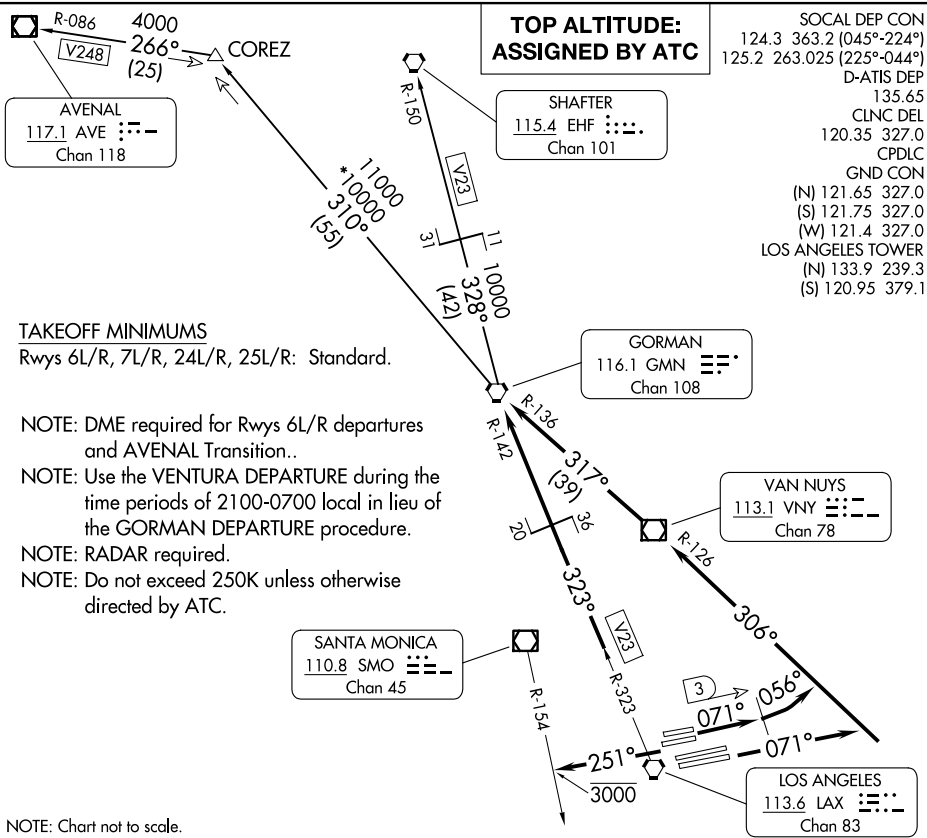 TOP ALTITUDE:
ASSIGNED BY ATC
SOCAL DEP CON
124.3 363.2 (045°-224°)
125.2 263.025 (225°-044°)
D-ATIS DEP
135.65
CLNC DEL
120.35 327.0
CPDLC
GND CON
(N) 121.65 327.0
(S) 121.75 327.0
(W) 121.4 327.0
LOS ANGELES TOWER
(N) 133.9 239.3
(S) 120.95 379.1
R-086
4000
V248
266°
(25)
COREZ
AVENAL
117.1 AVE
Chan 118
R-150
SHAFTER
115.4 EHF
Chan 101
V23
11000
*10000
310°
(55)
31
11
10000
328°
(42)
TAKEOFF MINIMUMS
Rwys 6L/R, 7L/R, 24L/R, 25L/R: Standard.
GORMAN
116.1 GMN
Chan 108
NOTE: DME required for Rwys 6L/R departures
and AVENAL Transition..
NOTE: Use the VENTURA DEPARTURE during the
time periods of 2100-0700 local in lieu of
the GORMAN DEPARTURE procedure.
NOTE: RADAR required.
NOTE: Do not exceed 250K unless otherwise
directed by ATC.
R-136
R-142
317°
(39)
VAN NUYS
113.1 VNY
Chan 78
20
36
R-126
323°
306°
V23
SANTA MONICA
110.8 SMO
Chan 45
R-154
R-323
3
071°
056°
251°
071°
3000
LOS ANGELES
113.6 LAX
Chan 83
NOTE: Chart not to scale.